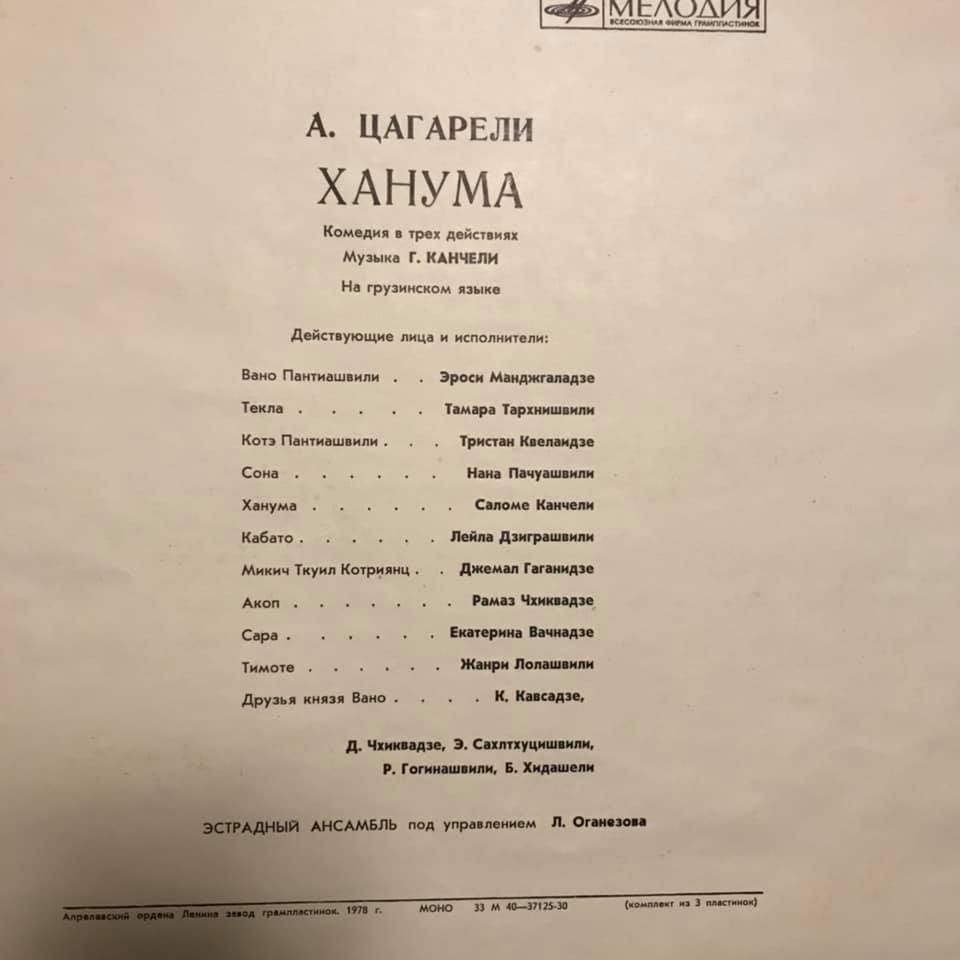 МЕЛОДИЯ
ВСЕСОЮЗНАЯ ФИРМА ГРАМПЛАСТИНОК
А. ЦАГАРЕЛИ
ХАНУМА
Комедия в трех действиях
Музыка Г. КАНЧЕЛИ
На грузинском языке
Действующие лица и исполнители:
Вано Пантиашвили . . Эроси Манджгаладзе
Текла . . . . . Тамара Тархнишвили
Котэ Пантиашвили . . . Тристан Квелаидзе
Сона . . . . . . Нана Пачуашвили
Ханума . . . . . . Саломе Канчели
Кабато . . . . . . Лейла Дзиграшвили
Микич Ткуил Котриянц . . Джемал Гаганидзе
Акоп . . . . . . Рамаз Чхиквадзе
Сара . . . . . . Екатерина Вачнадзе
Тимоте . . . . . Жанри Лолашвили
Друзья князя Вано . . . . К. Кавсадзе,
Д. Чхиквадзе, Э. Сахлтхуцишвили,
Р. Гогинашвили, Б. Хидашели
ЭСТРАДНЫЙ АНСАМБЛЬ под управлением Л. Оганезова
Апрелевский ордена Ленина завод грампластинок. 1978 г. МОНО 33 М 40—37125-30 (комплект из 3 пластинок)